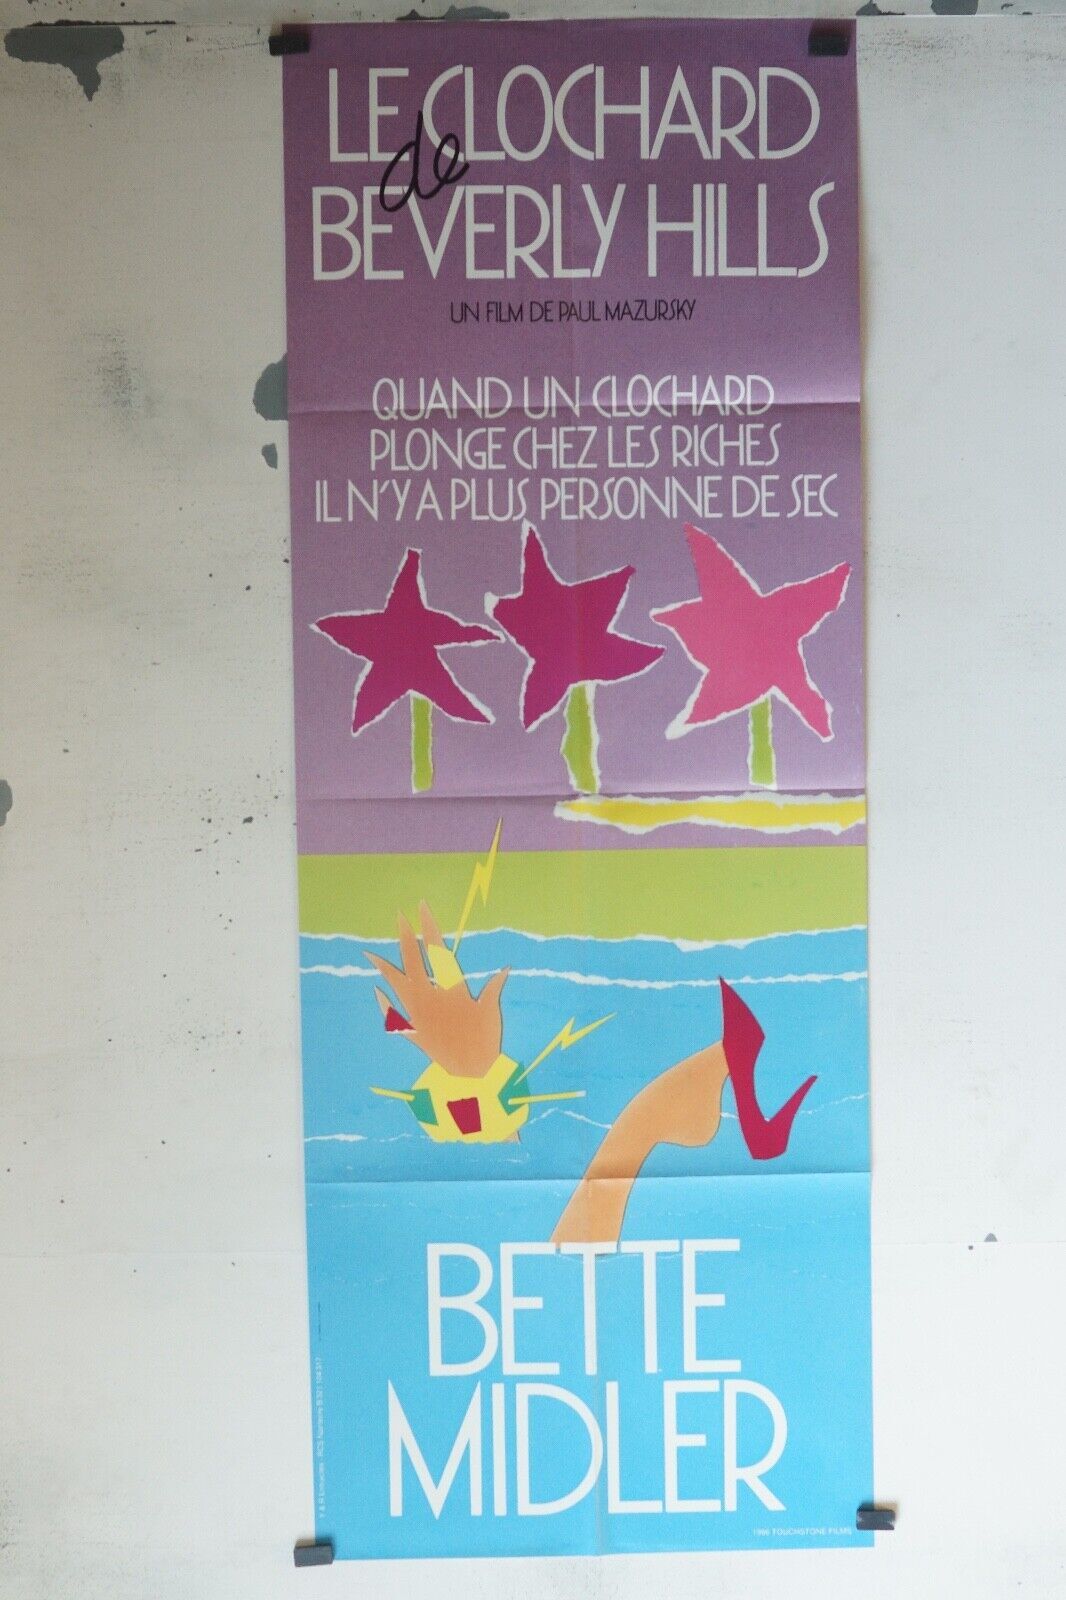 LE CLOCHARD
de
BEVERLY HILLS
UN FILM DE PAUL MAZURSKY
QUAND UN CLOCHARD
PLONGE CHEZ LES RICHES
IL N'Y A PLUS PERSONNE DE SEC
BETTE
MIDLER
1986 TOUCHSTONE FILMS